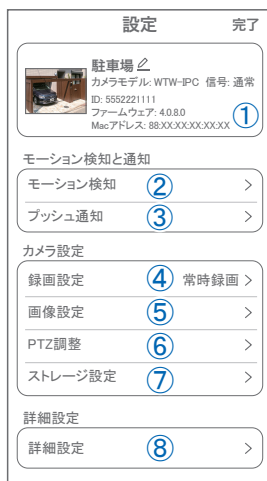 設定 完了
駐車場
カメラモデル: WTW-IPC 信号: 通常
ID: 5552221111
ファームウェア: 4.0.8.0
Macアドレス: 88:XX:XX:XX:XX:XX ①
モーション検知と通知
モーション検知 ② >
プッシュ通知 ③ >
カメラ設定
録画設定 ④ 常時録画 >
画像設定 ⑤ >
PTZ調整 ⑥ >
ストレージ設定 ⑦ >
詳細設定
詳細設定 ⑧ >